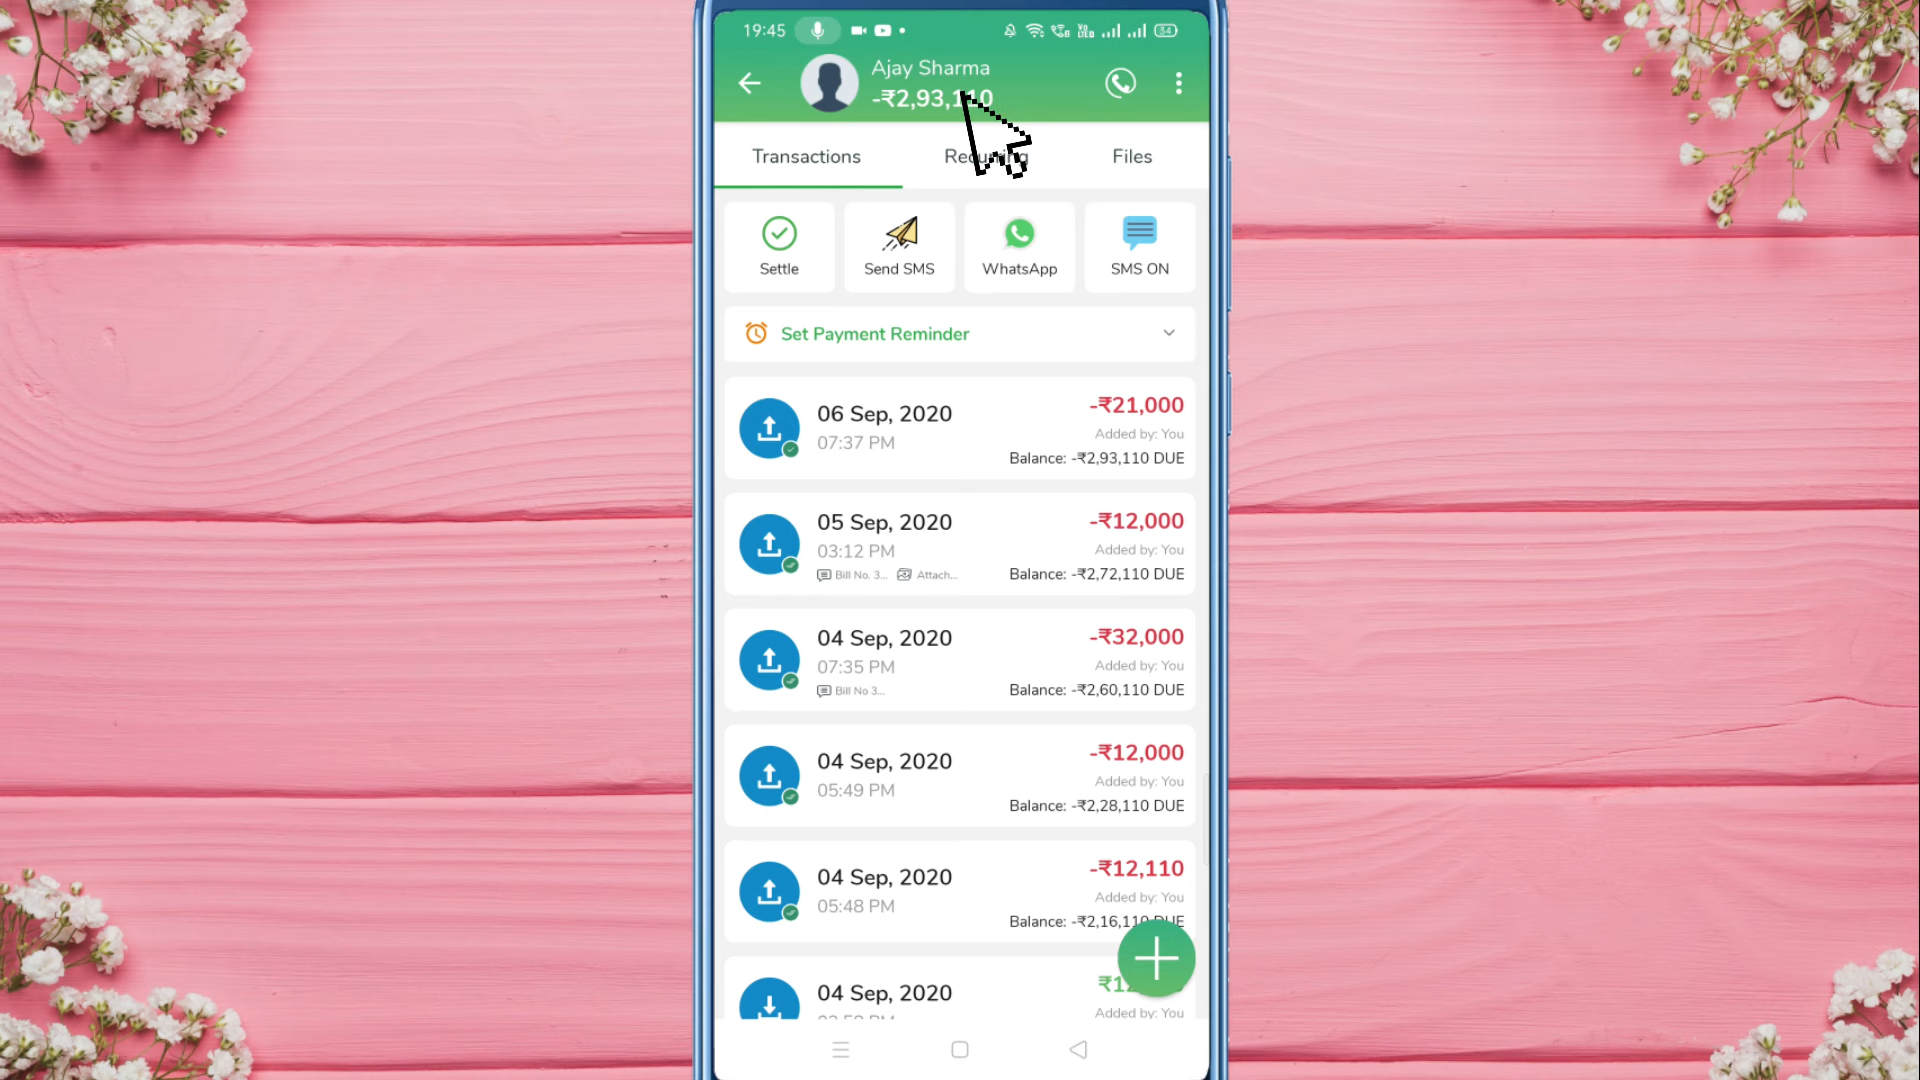 19:45
34
Ajay Sharma
-₹2,93,110
Transactions
Recurring
Files
Settle
Send SMS
WhatsApp
SMS ON
Set Payment Reminder
06 Sep, 2020
-₹21,000
07:37 PM
Added by: You
Balance: -₹2,93,110 DUE
05 Sep, 2020
-₹12,000
03:12 PM
Added by: You
Bill No. 3... Attach...
Balance: -₹2,72,110 DUE
04 Sep, 2020
-₹32,000
07:35 PM
Added by: You
Bill No 3...
Balance: -₹2,60,110 DUE
04 Sep, 2020
-₹12,000
05:49 PM
Added by: You
Balance: -₹2,28,110 DUE
04 Sep, 2020
-₹12,110
05:48 PM
Added by: You
Balance: -₹2,16,110 DUE
04 Sep, 2020
Added by: You